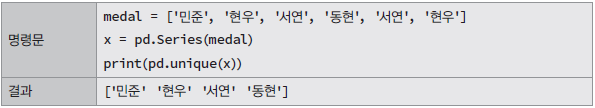 명령문
medal = ['민준', '현우', '서연', '동현', '서연', '현우']
x = pd.Series(medal)
print(pd.unique(x))
결과
['민준' '현우' '서연' '동현']